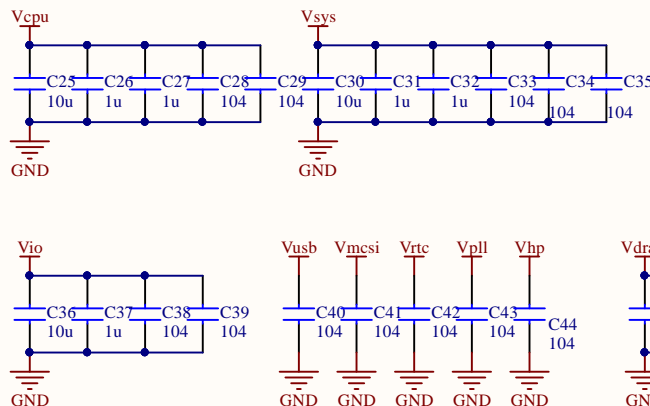 Vcpu
Vsys
C25 C26 C27 C28 C29 C30 C31 C32 C33 C34 C35
10u 1u 1u 104 104 10u 1u 1u 104 104 104
GND GND
Vio Vusb Vmcsi Vrtc Vpll Vhp Vdra
C36 C37 C38 C39 C40 C41 C42 C43 C44
10u 1u 104 104 104 104 104 104 104
GND GND GND GND GND GND GND